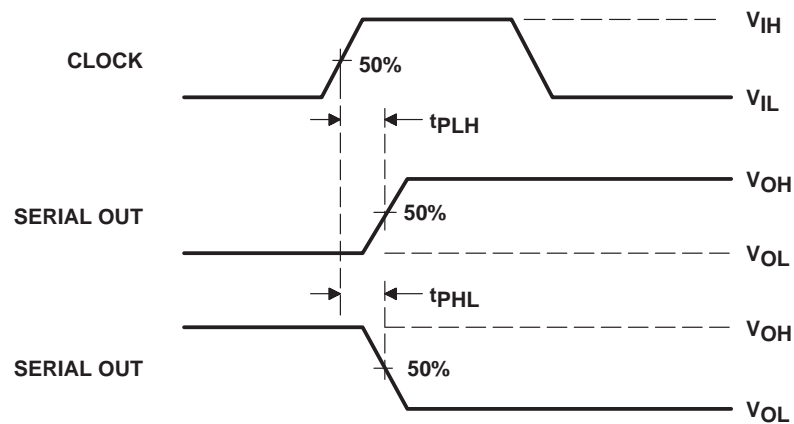 VIH
CLOCK
50%
VIL
tPLH
VOH
SERIAL OUT
50%
VOL
tPHL
VOH
SERIAL OUT
50%
VOL